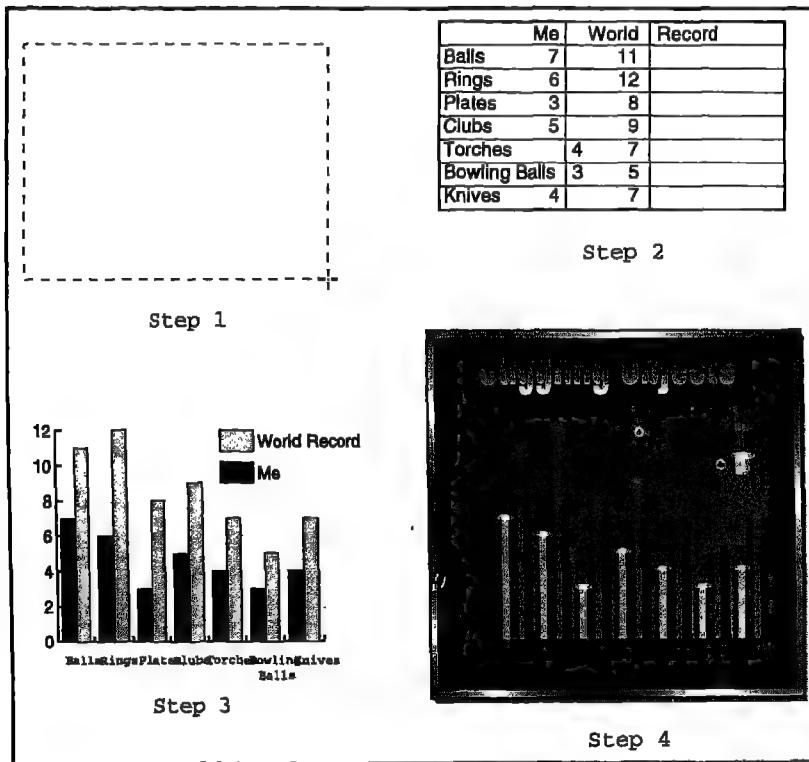 Step 1
Me World Record
Balls 7 11
Rings 6 12
Plates 3 8
Clubs 5 9
Torches 4 7
Bowling Balls 3 5
Knives 4 7
Step 2
12
10
8
6
4
2
0
World Record
Me
Balls Rings Plates Clubs Torches Bowling Knives
Balls
Step 3
Objects
Step 4